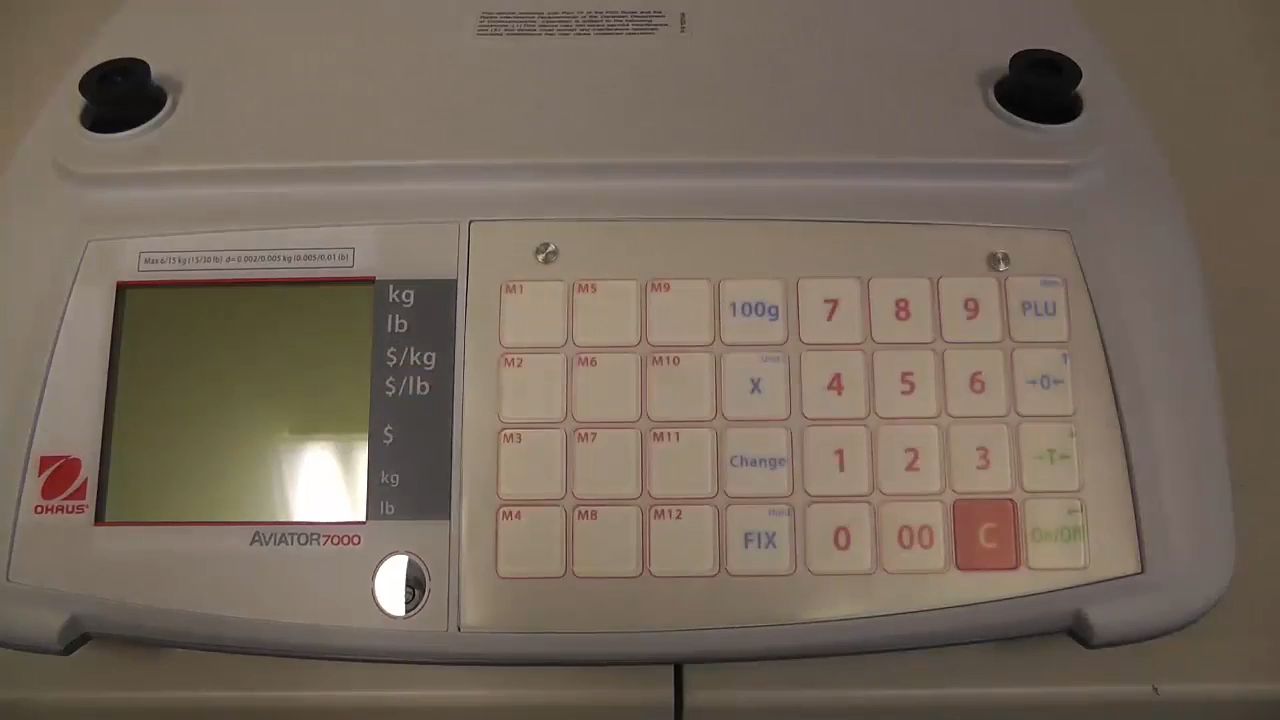 Max 6/15 kg (15/30 lb) d= 0.002/0.005 kg (0.005/0.01 lb)
kg
lb
$/kg
$/lb
$
kg
lb
OHAUS
AVIATOR7000
M1 M5 M9 100g 7 8 9 PLU
M2 M6 M10 X 4 5 6 →0←
M3 M7 M11 Change 1 2 3 →T←
M4 M8 M12 FIX 0 00 C On/Off